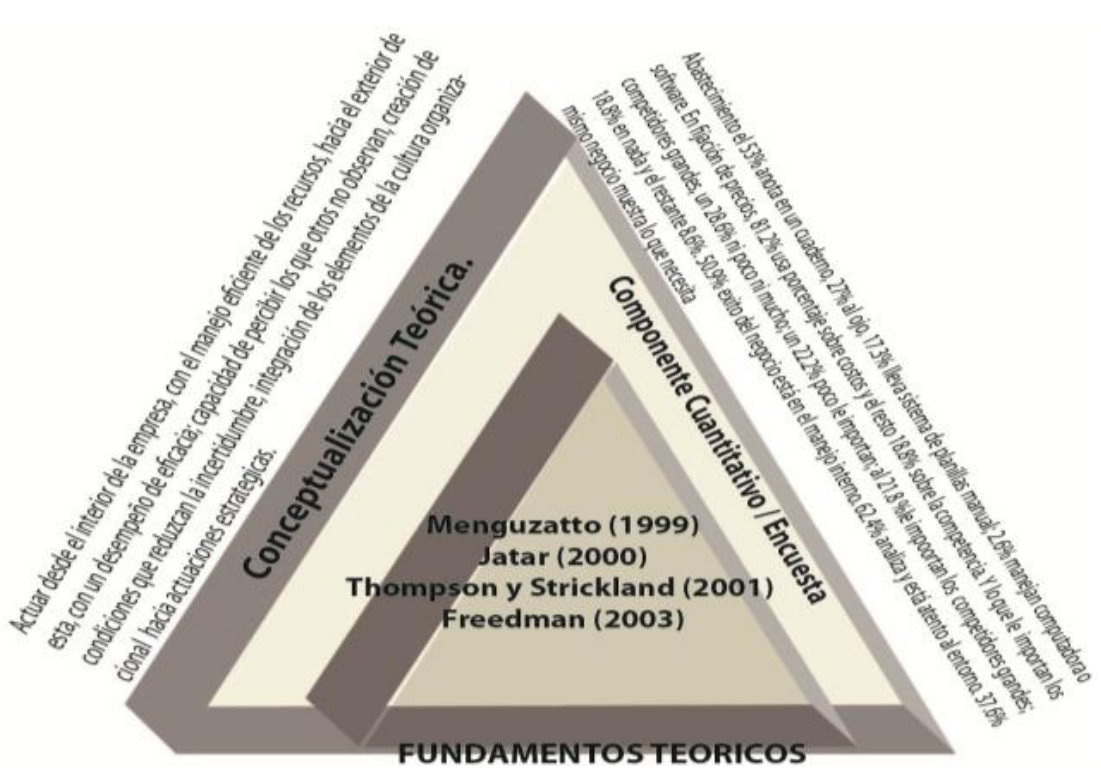 Actuar desde el interior de la empresa, con el manejo eficiente de los recursos, hacia el exterior de
esta, con un desempeño de eficacia; capacidad de percibir los que otros no observan, creación de
condiciones que reduzcan la incertidumbre, integración de los elementos de la cultura organiza-
cional hacia actuaciones estrategicas.
Conceptualización Teórica.
Abastecimiento el 53% anota en un cuaderno, 27% al ojo, 17.3% lleva sistema de planillas manual; 2.6% manejan computadora o
software. En fijación de precios, 81.2% usa porcentaje sobre costos y el resto 18.8% sobre la competencia. Y lo que le importan los
competidores grandes, un 28.6% ni poco ni mucho; un 22.2% poco le importan; al 21.8 % le importan los competidores grandes;
18.8% en nada y el restante 8.6%. 50.9% exito del negocio está en el manejo interno, 62.4% analiza y está atento al entorno, 37.6%
mismo negocio muestra lo que necesita
Componente Cuantitativo / Encuesta
Menguzatto (1999)
Jatar (2000)
Thompson y Strickland (2001)
Freedman (2003)
FUNDAMENTOS TEORICOS